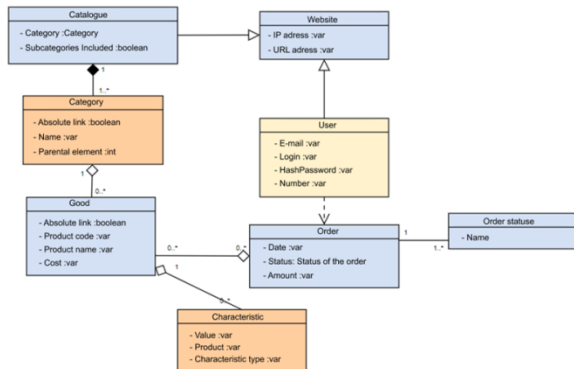 Catalogue
- Category :Category
- Subcategories Included :boolean
Website
- IP adress :var
- URL adress :var
1
1..*
Category
- Absolute link :boolean
- Name :var
- Parental element :int
User
- E-mail :var
- Login :var
- HashPassword :var
- Number :var
1
0..*
Good
- Absolute link :boolean
- Product code :var
- Product name :var
- Cost :var
0..*
0..*
Order
- Date :var
- Status: Status of the order
- Amount :var
1
1..*
Order statuse
- Name
1
0..*
Characteristic
- Value :var
- Product :var
- Characteristic type :var